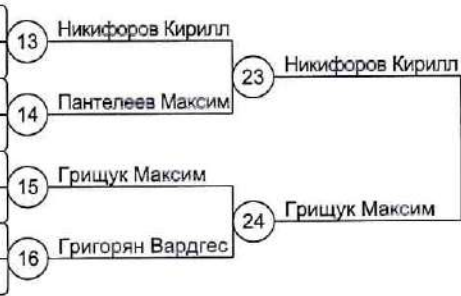 13 Никифоров Кирилл
23 Никифоров Кирилл
14 Пантелеев Максим
15 Грищук Максим
24 Грищук Максим
16 Григорян Вардгес